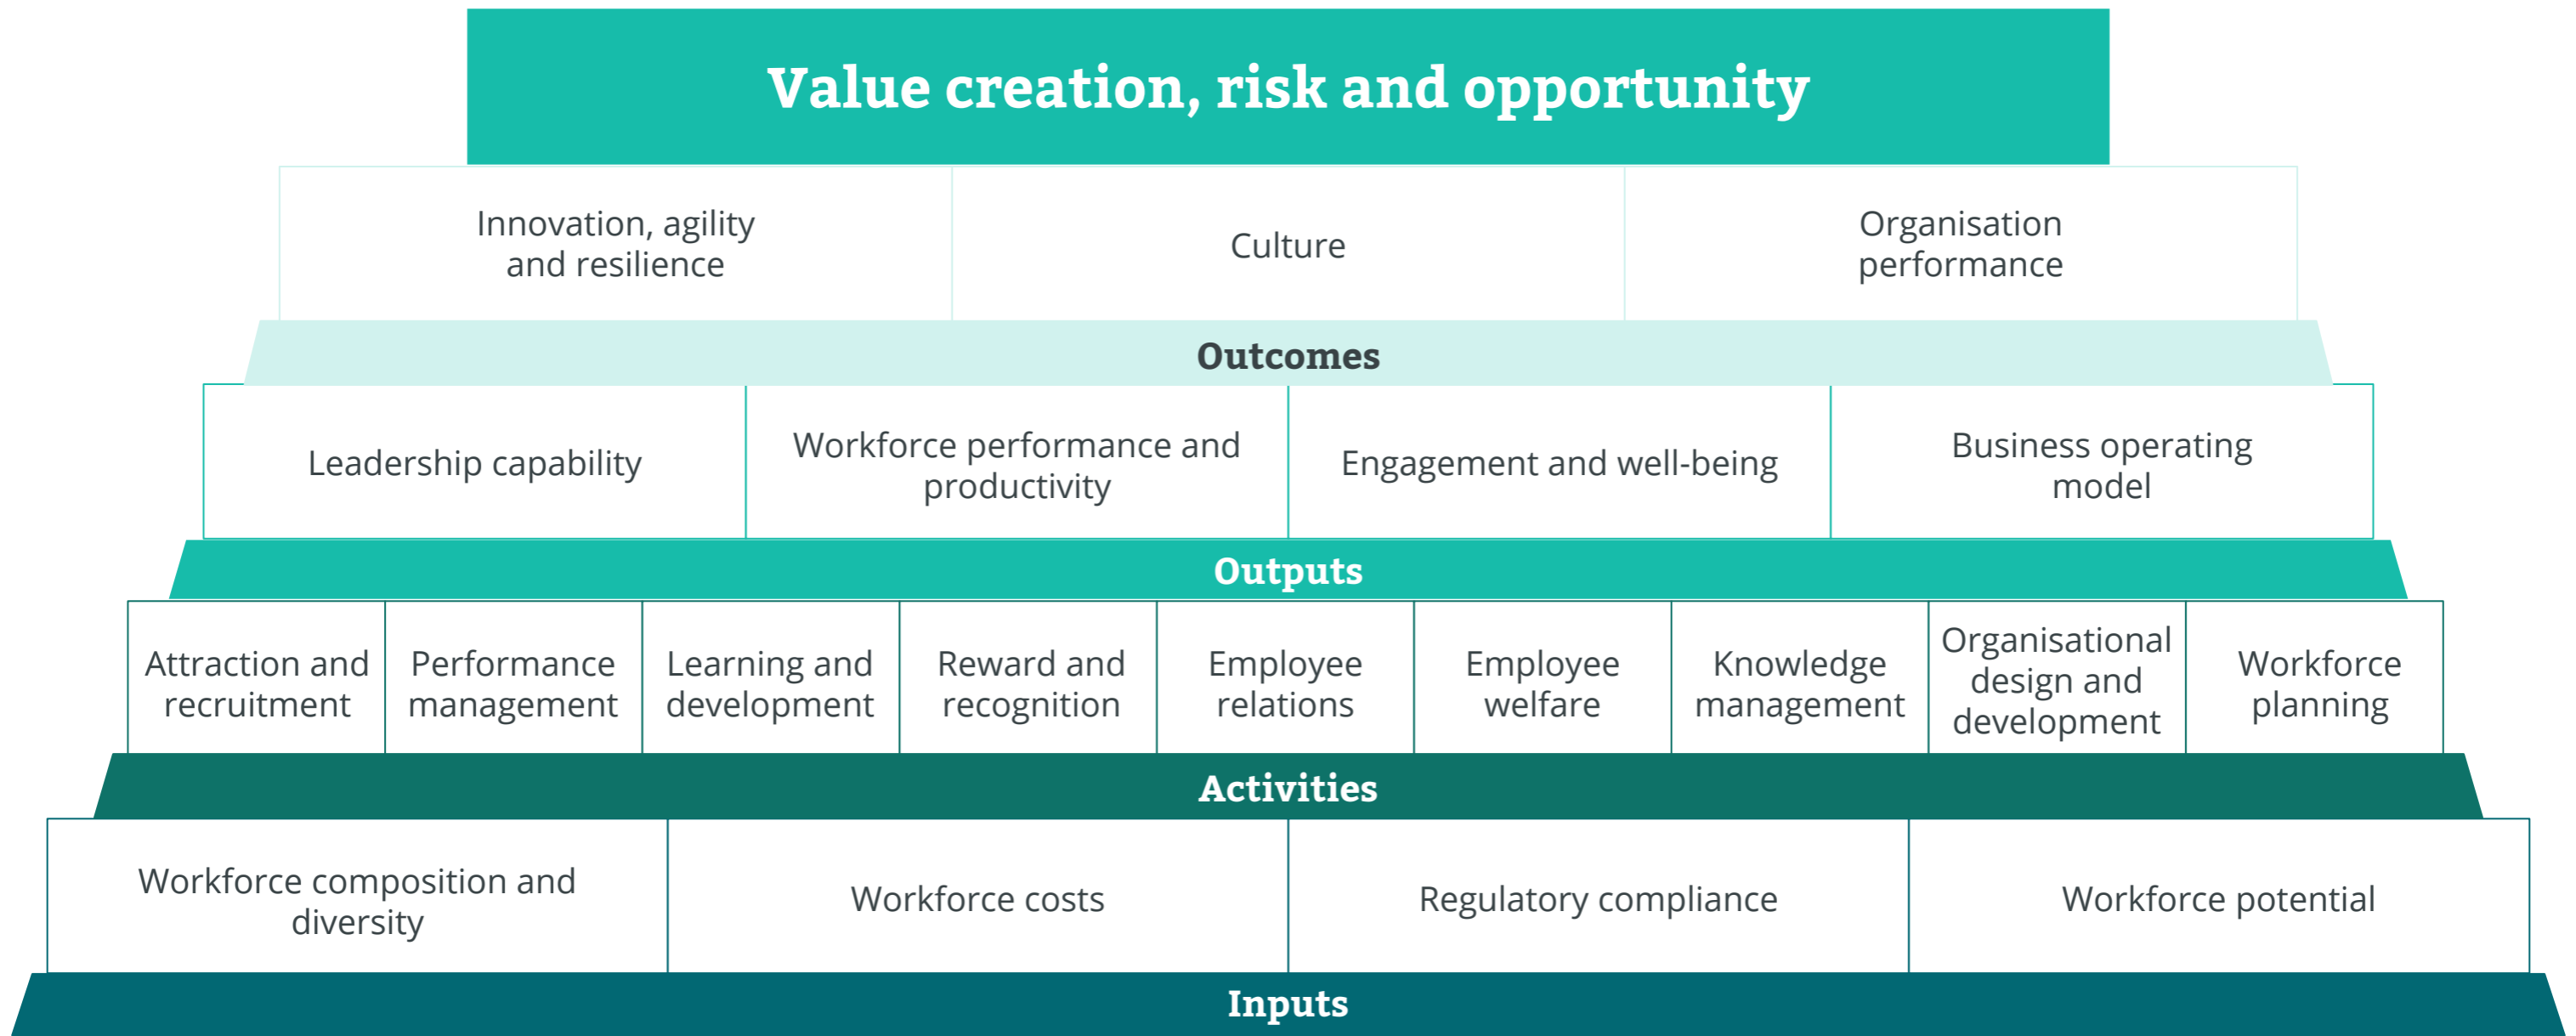 Value creation, risk and opportunity
Innovation, agility
and resilience
Culture
Organisation
performance
Outcomes
Leadership capability
Workforce performance and
productivity
Engagement and well-being
Business operating
model
Outputs
Attraction and
recruitment
Performance
management
Learning and
development
Reward and
recognition
Employee
relations
Employee
welfare
Knowledge
management
Organisational
design and
development
Workforce
planning
Activities
Workforce composition and
diversity
Workforce costs
Regulatory compliance
Workforce potential
Inputs